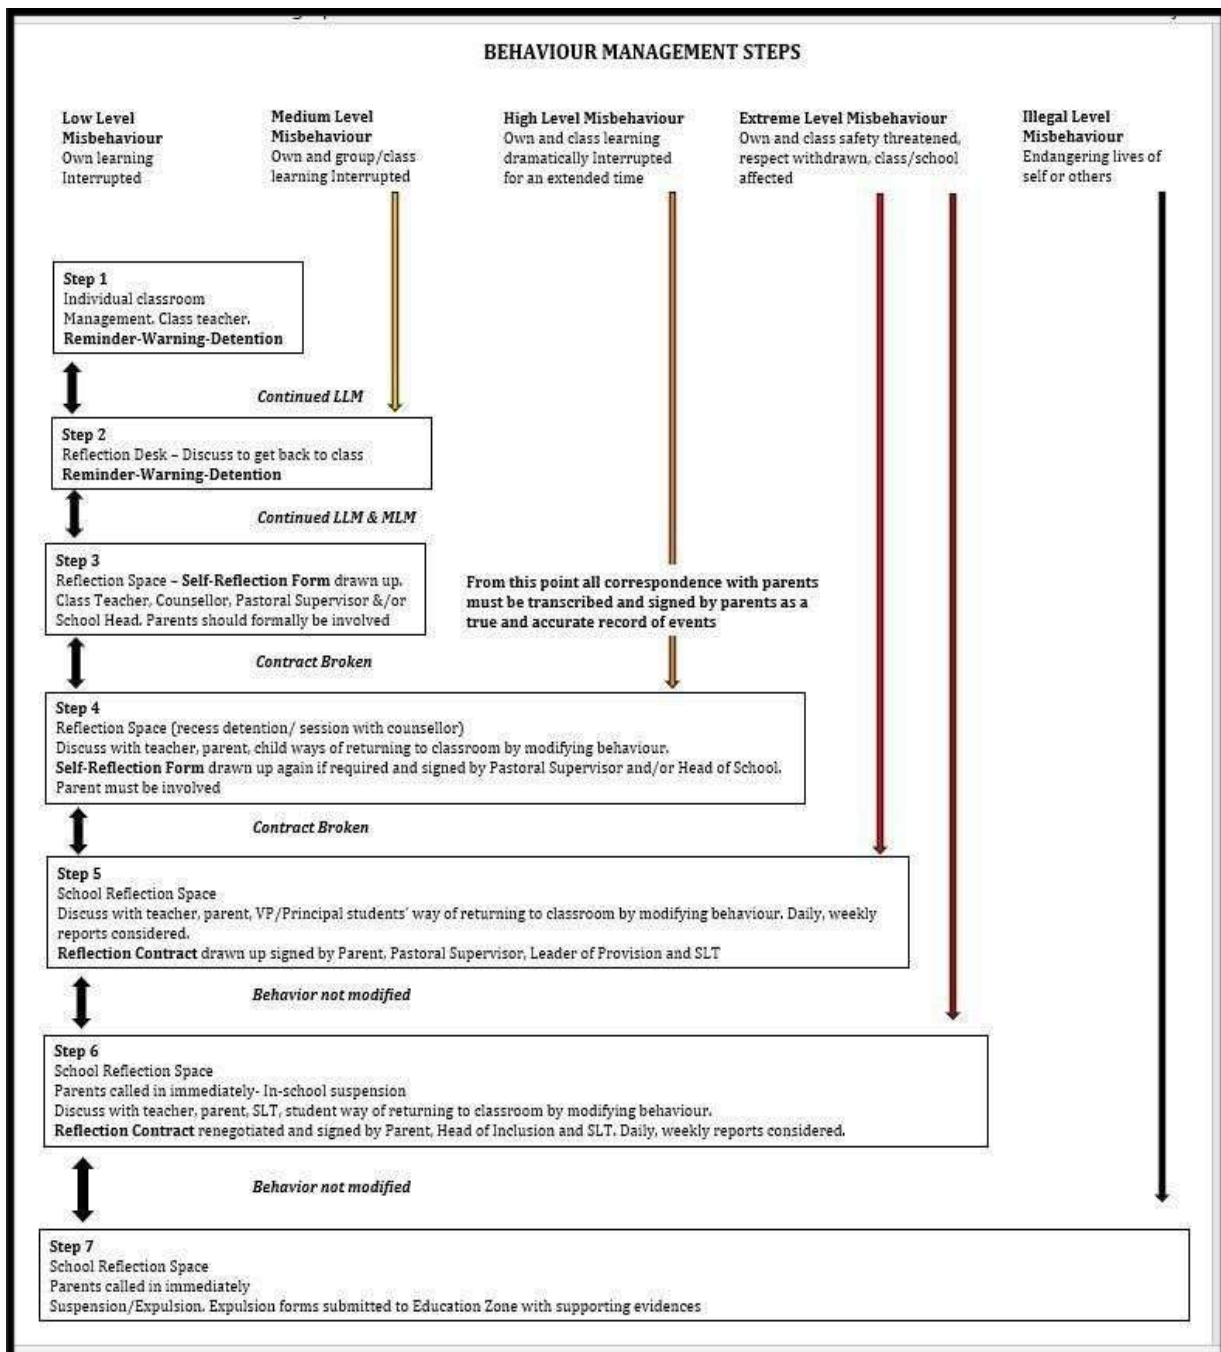 BEHAVIOUR MANAGEMENT STEPS
Low Level
Misbehaviour
Own learning
Interrupted
Medium Level
Misbehaviour
Own and group/class
learning Interrupted
High Level Misbehaviour
Own and class learning
dramatically Interrupted
for an extended time
Extreme Level Misbehaviour
Own and class safety threatened,
respect withdrawn, class/school
affected
Illegal Level
Misbehaviour
Endangering lives of
self or others
Step 1
Individual classroom
Management. Class teacher.
Reminder-Warning-Detention
Continued LLM
Step 2
Reflection Desk – Discuss to get back to class
Reminder-Warning-Detention
Continued LLM & MLM
Step 3
Reflection Space – Self-Reflection Form drawn up.
Class Teacher, Counsellor, Pastoral Supervisor &/or
School Head. Parents should formally be involved
From this point all correspondence with parents
must be transcribed and signed by parents as a
true and accurate record of events
Contract Broken
Step 4
Reflection Space (recess detention/ session with counsellor)
Discuss with teacher, parent, child ways of returning to classroom by modifying behaviour.
Self-Reflection Form drawn up again if required and signed by Pastoral Supervisor and/or Head of School.
Parent must be involved
Contract Broken
Step 5
School Reflection Space
Discuss with teacher, parent, VP/Principal students' way of returning to classroom by modifying behaviour. Daily, weekly
reports considered.
Reflection Contract drawn up signed by Parent, Pastoral Supervisor, Leader of Provision and SLT
Behavior not modified
Step 6
School Reflection Space
Parents called in immediately- In-school suspension
Discuss with teacher, parent, SLT, student way of returning to classroom by modifying behaviour.
Reflection Contract renegotiated and signed by Parent, Head of Inclusion and SLT. Daily, weekly reports considered.
Behavior not modified
Step 7
School Reflection Space
Parents called in immediately
Suspension/Expulsion. Expulsion forms submitted to Education Zone with supporting evidences